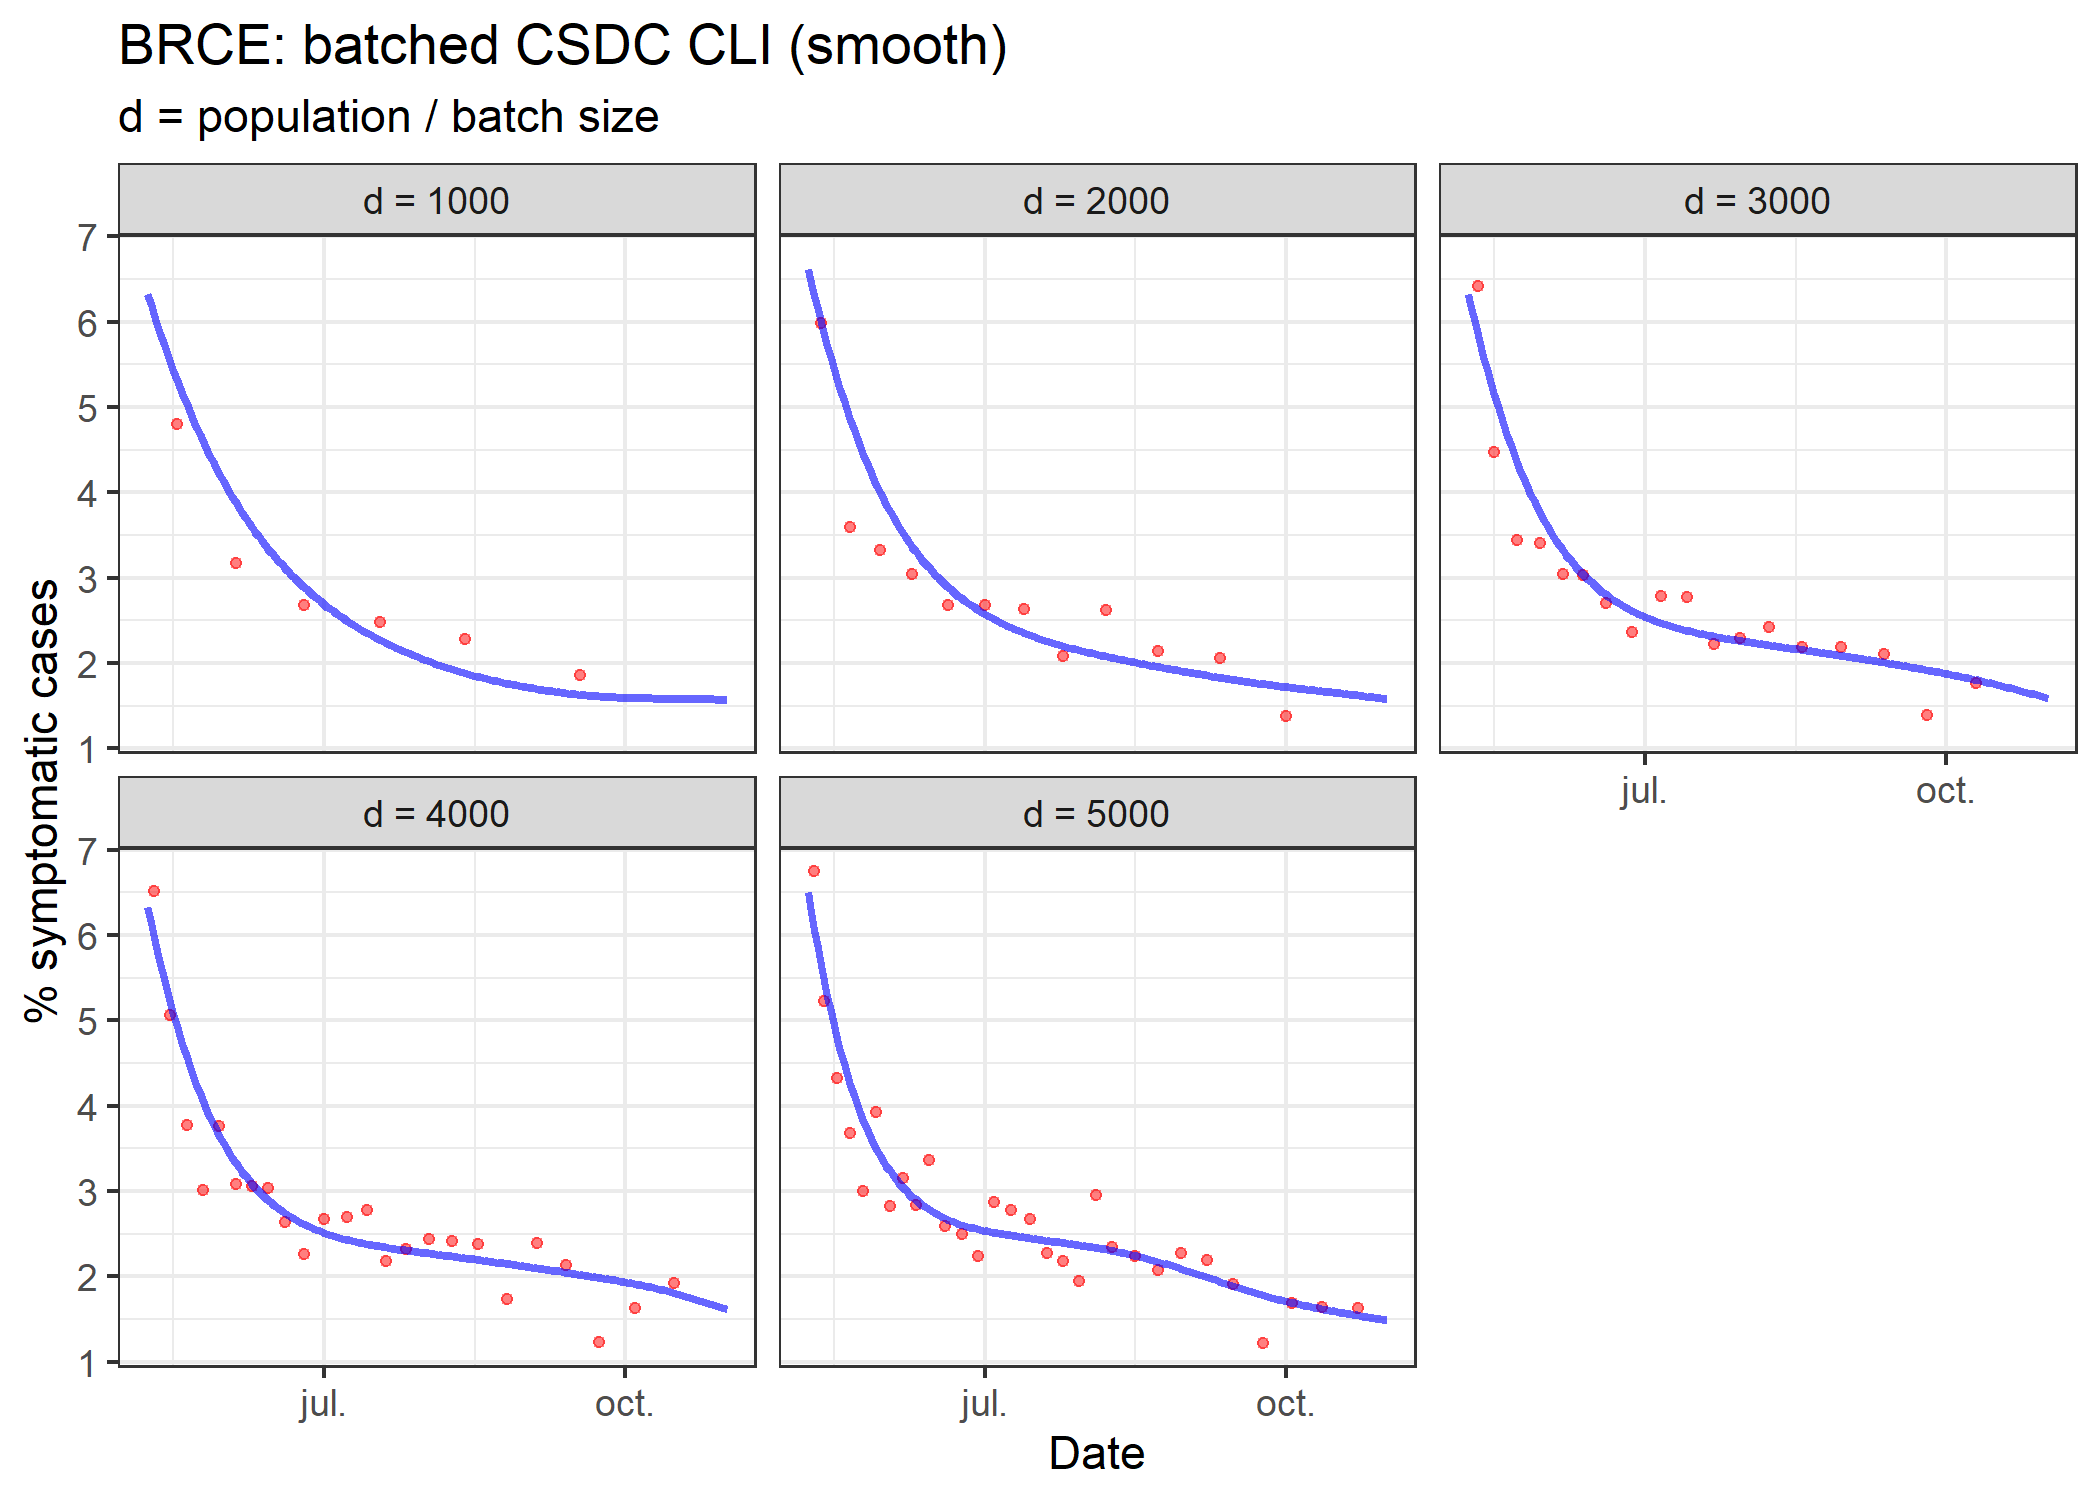 BRCE: batched CSDC CLI (smooth)
d = population / batch size
d = 1000
d = 2000
d = 3000
7
6
5
4
3
2
1
jul.
oct.
d = 4000
d = 5000
7
6
5
4
3
2
1
jul.
oct.
jul.
oct.
% symptomatic cases
Date